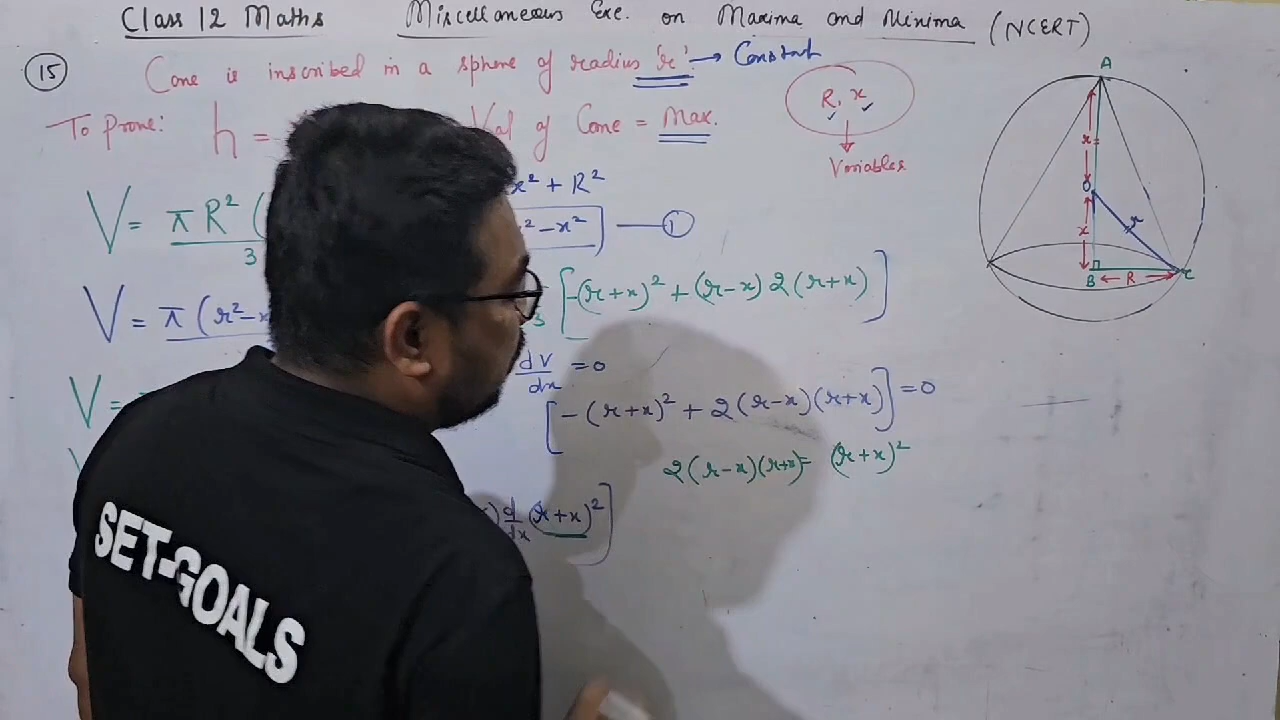 Class 12 Maths Miscellaneous Exe. on Maxima and Minima (NCERT)
15 Cone is inscribed in a sphere of radius 'r'. → Constant
To prove: h = Vol of Cone = Max.
R, x
Variables
V = π R² (
3
x² + R²
² − x² ①
V = π (r² − x
3 [−(r+x)² + (r−x) 2(r+x)]
dV/dx = 0
V =
[−(r+x)² + 2(r−x)(r+x)] = 0
2(r−x)(r+x) = (r+x)²
) d/dx (r+x)²]
A
r
O
r
x
B
R
C
SET-GOALS